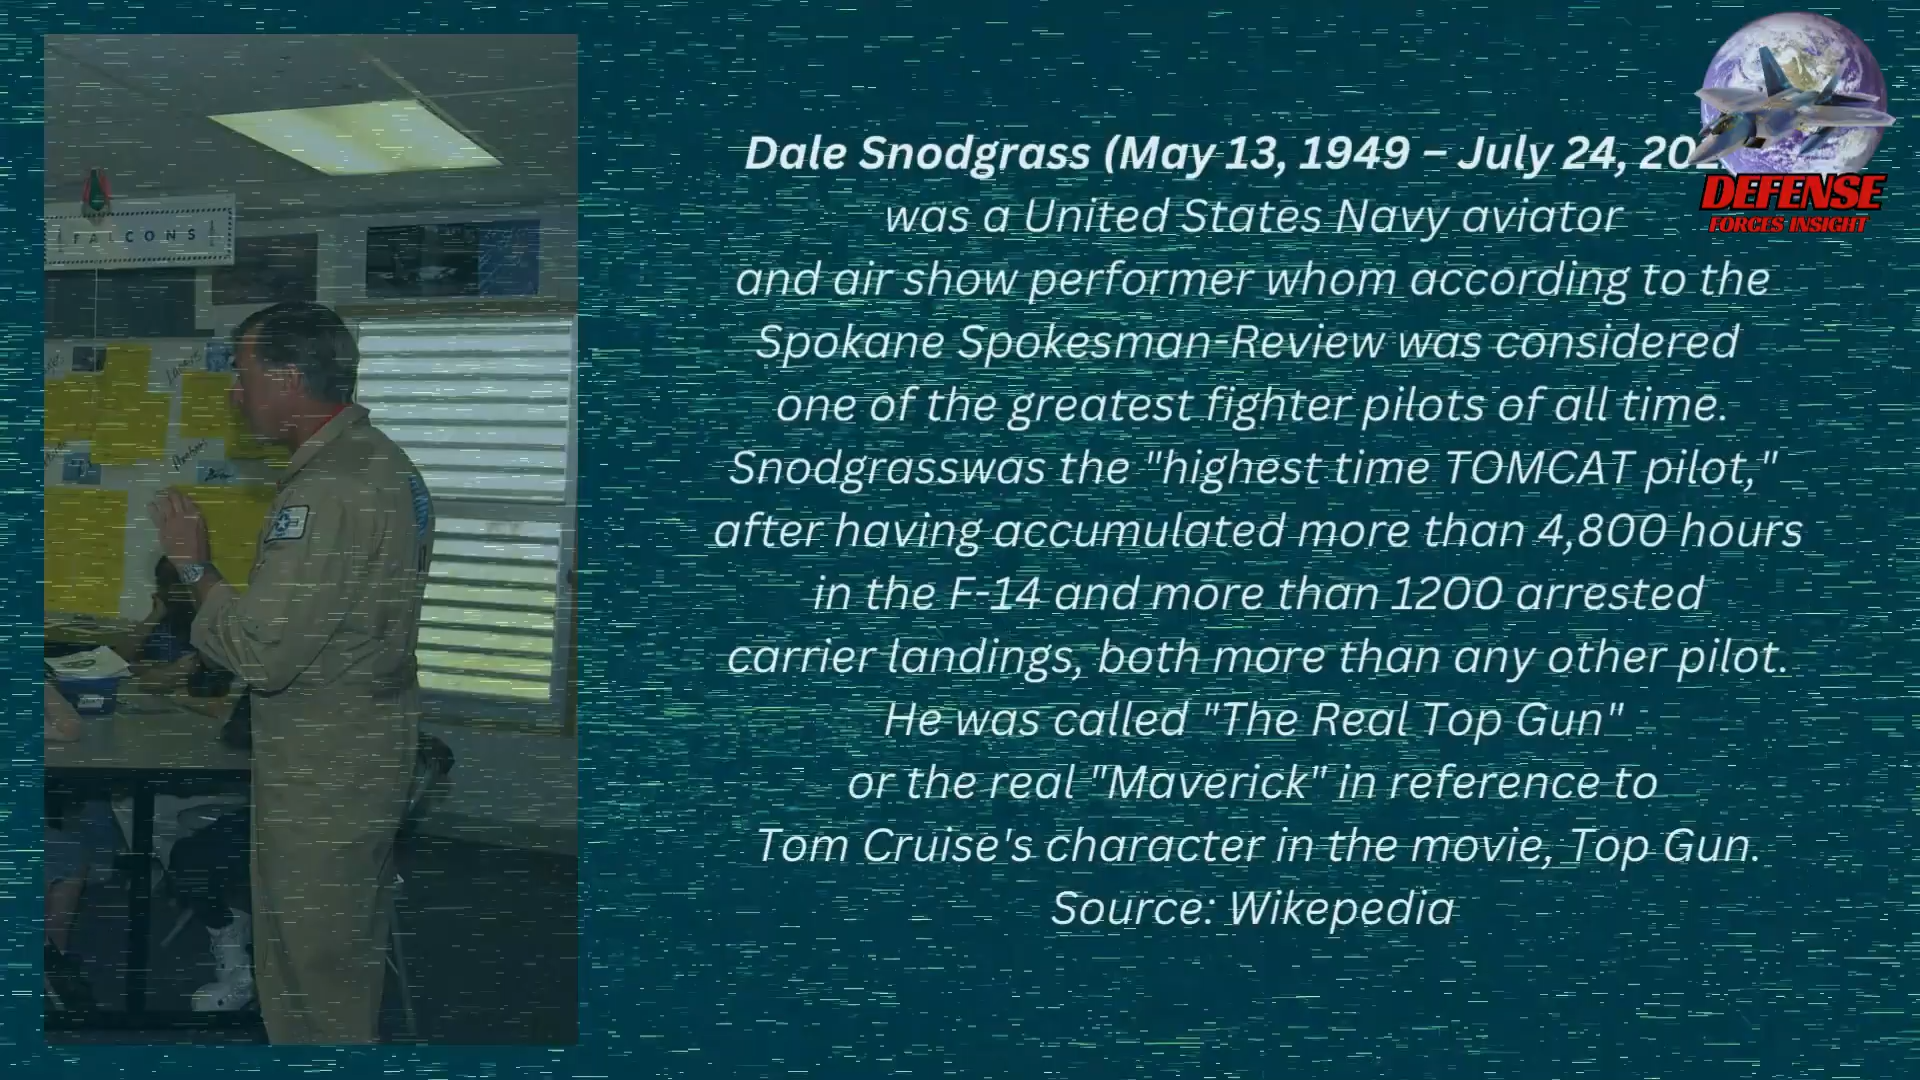 Dale Snodgrass (May 13, 1949 – July 24,
was a United States Navy aviator
and air show performer whom according to the
Spokane Spokesman-Review was considered
one of the greatest fighter pilots of all time.
Snodgrasswas the "highest time TOMCAT pilot,"
after having accumulated more than 4,800 hours
in the F-14 and more than 1200 arrested
carrier landings, both more than any other pilot.
He was called "The Real Top Gun"
or the real "Maverick" in reference to
Tom Cruise's character in the movie, Top Gun.
Source: Wikepedia
DEFENSE
FORCES INSIGHT
FALCONS